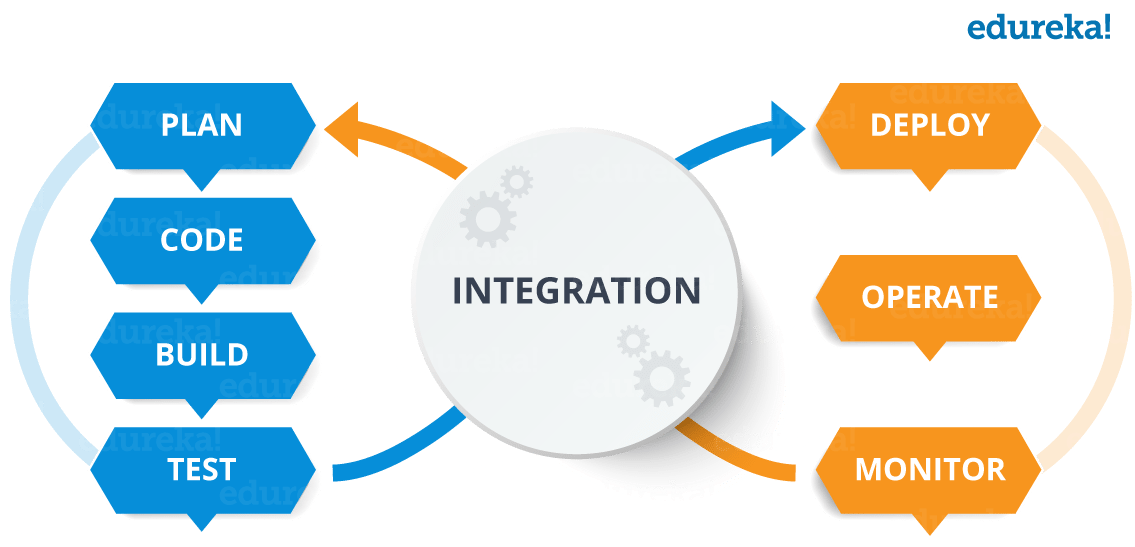 edureka!
PLAN
CODE
BUILD
TEST
INTEGRATION
DEPLOY
OPERATE
MONITOR